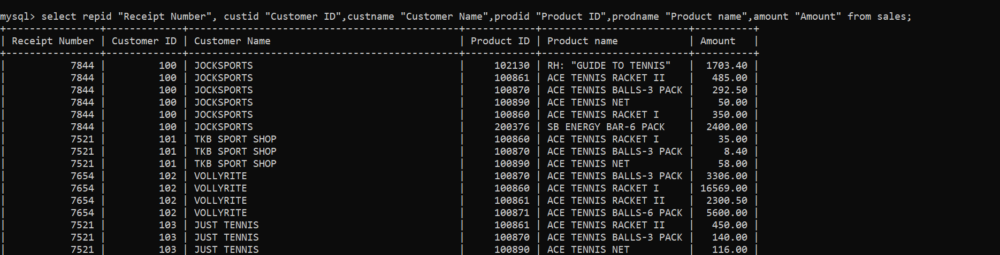 mysql> select repid "Receipt Number", custid "Customer ID",custname "Customer Name",prodid "Product ID",prodname "Product name",amount "Amount" from sales;
+----------------+-------------+----------------------------------------------+------------+-------------------------+----------+
| Receipt Number | Customer ID | Customer Name                                | Product ID | Product name            | Amount   |
+----------------+-------------+----------------------------------------------+------------+-------------------------+----------+
|           7844 |         100 | JOCKSPORTS                                   |     102130 | RH: "GUIDE TO TENNIS"   |  1703.40 |
|           7844 |         100 | JOCKSPORTS                                   |     100861 | ACE TENNIS RACKET II    |   485.00 |
|           7844 |         100 | JOCKSPORTS                                   |     100870 | ACE TENNIS BALLS-3 PACK |   292.50 |
|           7844 |         100 | JOCKSPORTS                                   |     100890 | ACE TENNIS NET          |    50.00 |
|           7844 |         100 | JOCKSPORTS                                   |     100860 | ACE TENNIS RACKET I     |   350.00 |
|           7844 |         100 | JOCKSPORTS                                   |     200376 | SB ENERGY BAR-6 PACK    |  2400.00 |
|           7521 |         101 | TKB SPORT SHOP                               |     100860 | ACE TENNIS RACKET I     |    35.00 |
|           7521 |         101 | TKB SPORT SHOP                               |     100870 | ACE TENNIS BALLS-3 PACK |     8.40 |
|           7521 |         101 | TKB SPORT SHOP                               |     100890 | ACE TENNIS NET          |    58.00 |
|           7654 |         102 | VOLLYRITE                                    |     100870 | ACE TENNIS BALLS-3 PACK |  3306.00 |
|           7654 |         102 | VOLLYRITE                                    |     100860 | ACE TENNIS RACKET I     | 16569.00 |
|           7654 |         102 | VOLLYRITE                                    |     100861 | ACE TENNIS RACKET II    |  2300.50 |
|           7654 |         102 | VOLLYRITE                                    |     100871 | ACE TENNIS BALLS-6 PACK |  5600.00 |
|           7521 |         103 | JUST TENNIS                                  |     100861 | ACE TENNIS RACKET II    |   450.00 |
|           7521 |         103 | JUST TENNIS                                  |     100870 | ACE TENNIS BALLS-3 PACK |   140.00 |
|           7521 |         103 | JUST TENNIS                                  |     100890 | ACE TENNIS NET          |   116.00 |